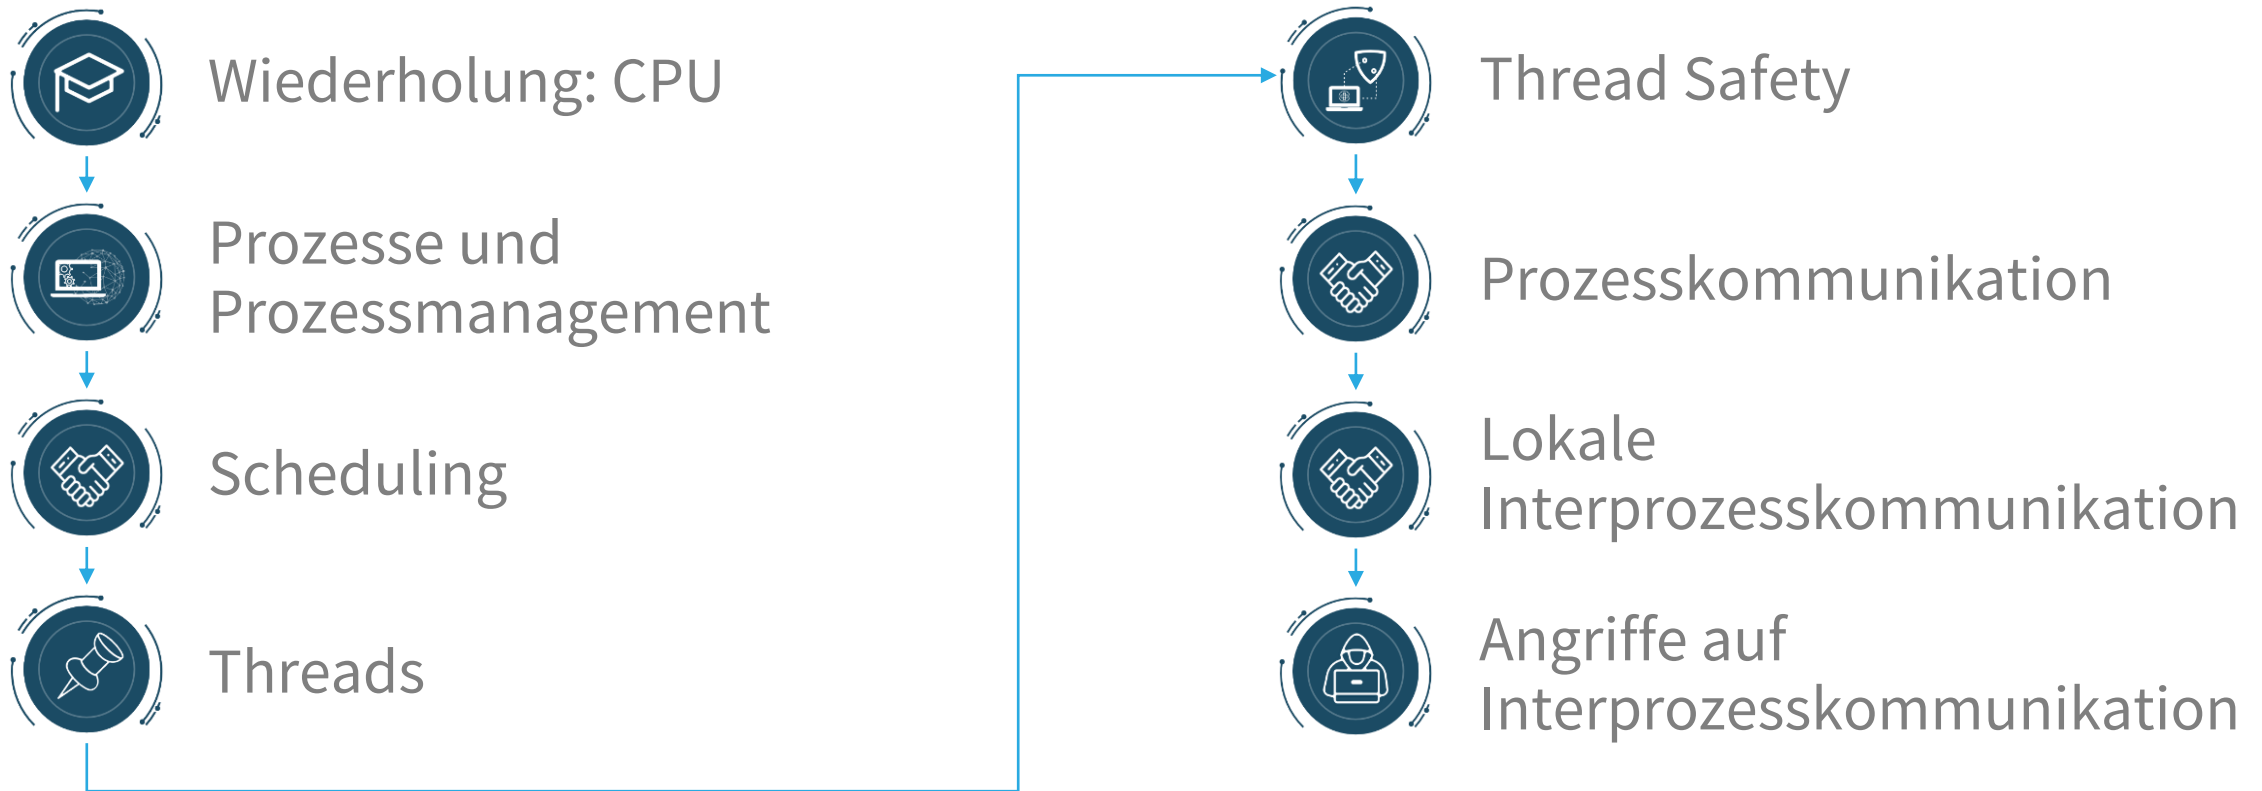 Wiederholung: CPU
Prozesse und
Prozessmanagement
Scheduling
Threads
Thread Safety
Prozesskommunikation
Lokale
Interprozesskommunikation
Angriffe auf
Interprozesskommunikation